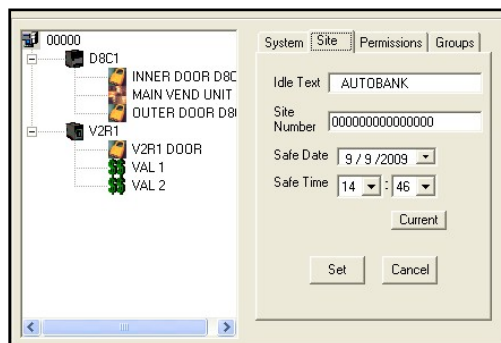 00000
D8C1
INNER DOOR D8C
MAIN VEND UNIT
OUTER DOOR D8
V2R1
V2R1 DOOR
VAL 1
VAL 2
System Site Permissions Groups
Idle Text AUTOBANK
Site
Number 000000000000000
Safe Date 9 / 9 /2009
Safe Time 14 : 46
Current
Set Cancel